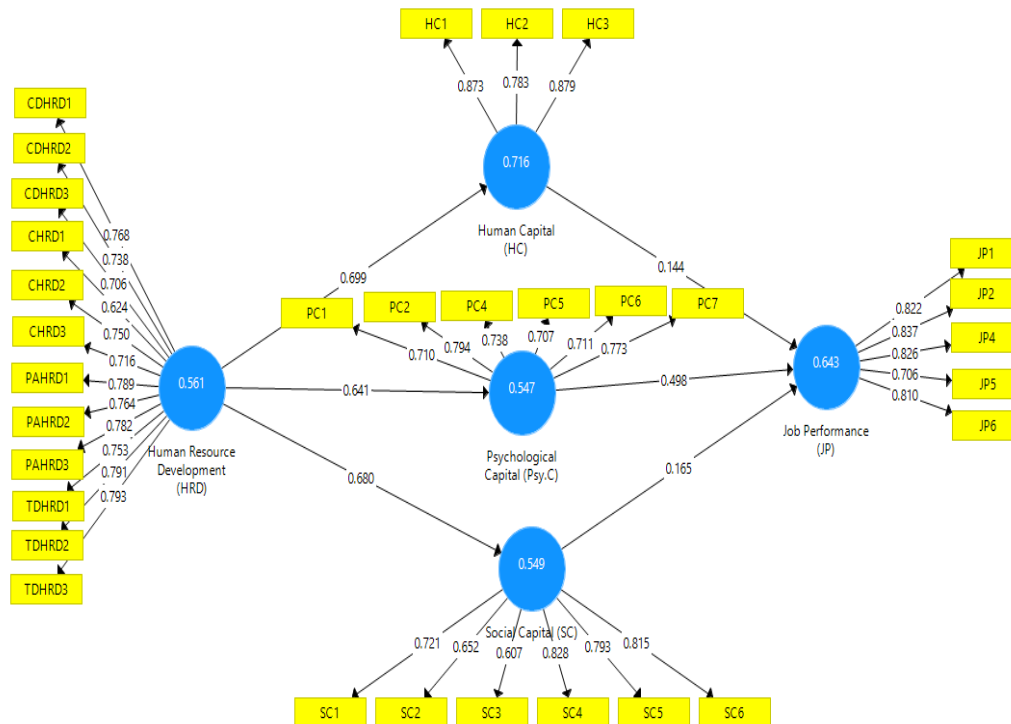 HC1
HC2
HC3
0.873
0.783
0.879
0.716
Human Capital
(HC)
CDHRD1
CDHRD2
CDHRD3
CHRD1
CHRD2
CHRD3
PAHRD1
PAHRD2
PAHRD3
TDHRD1
TDHRD2
TDHRD3
0.768
0.738
0.706
0.624
0.750
0.716
0.789
0.764
0.782
0.753
0.791
0.793
0.561
Human Resource
Development
(HRD)
0.699
0.641
0.680
PC1
PC2
PC4
PC5
PC6
PC7
0.710
0.794
0.738
0.707
0.711
0.773
0.547
Psychological
Capital (Psy.C)
0.144
0.498
0.165
0.643
Job Performance
(JP)
0.822
0.837
0.826
0.706
0.810
JP1
JP2
JP4
JP5
JP6
0.549
Social Capital (SC)
0.721
0.652
0.607
0.828
0.793
0.815
SC1
SC2
SC3
SC4
SC5
SC6